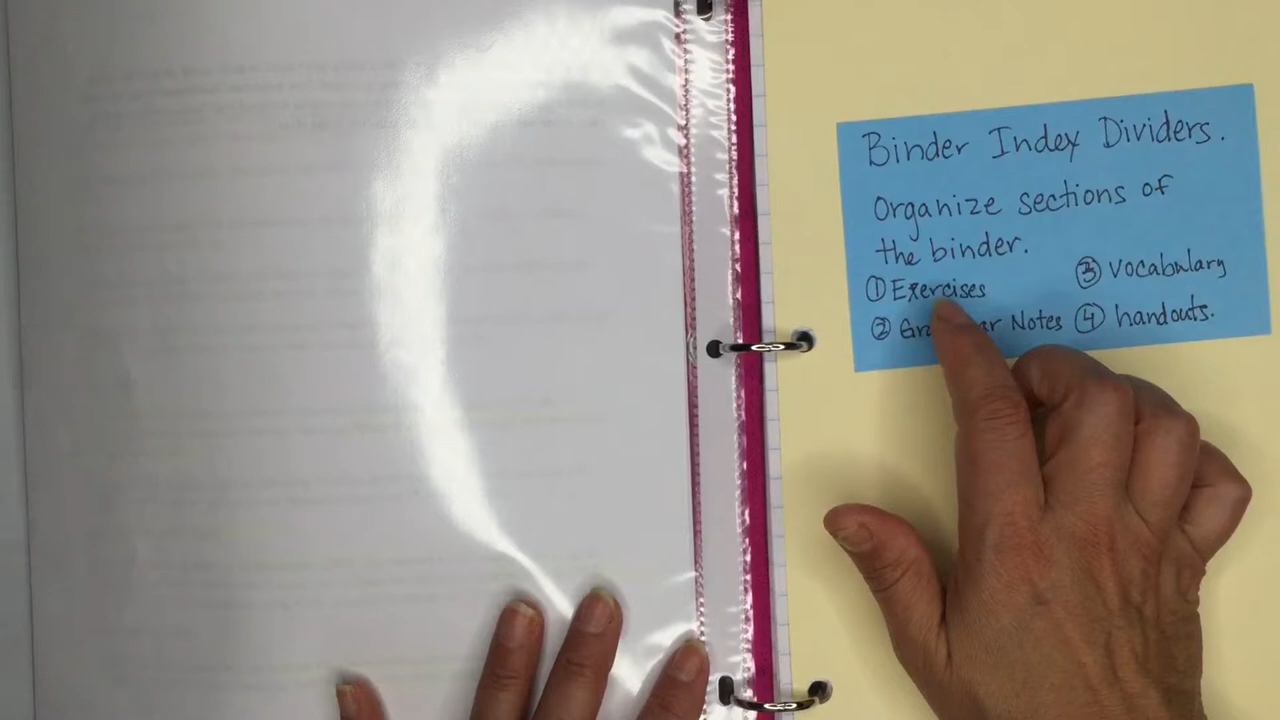 Binder Index Dividers.
Organize sections of
the binder.
① Exercises
② Notes
③ Vocabulary
④ handouts.